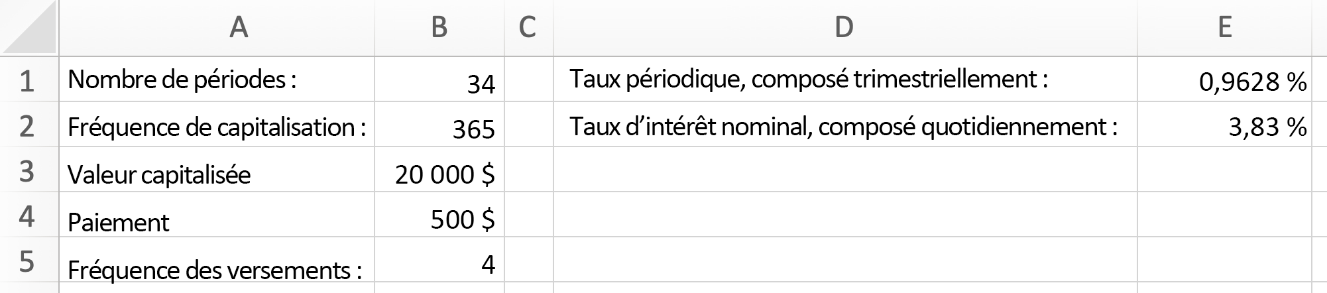 A B C D E
1 Nombre de périodes : 34 Taux périodique, composé trimestriellement : 0,9628 %
2 Fréquence de capitalisation : 365 Taux d’intérêt nominal, composé quotidiennement : 3,83 %
3 Valeur capitalisée 20 000 $
4 Paiement 500 $
5 Fréquence des versements : 4